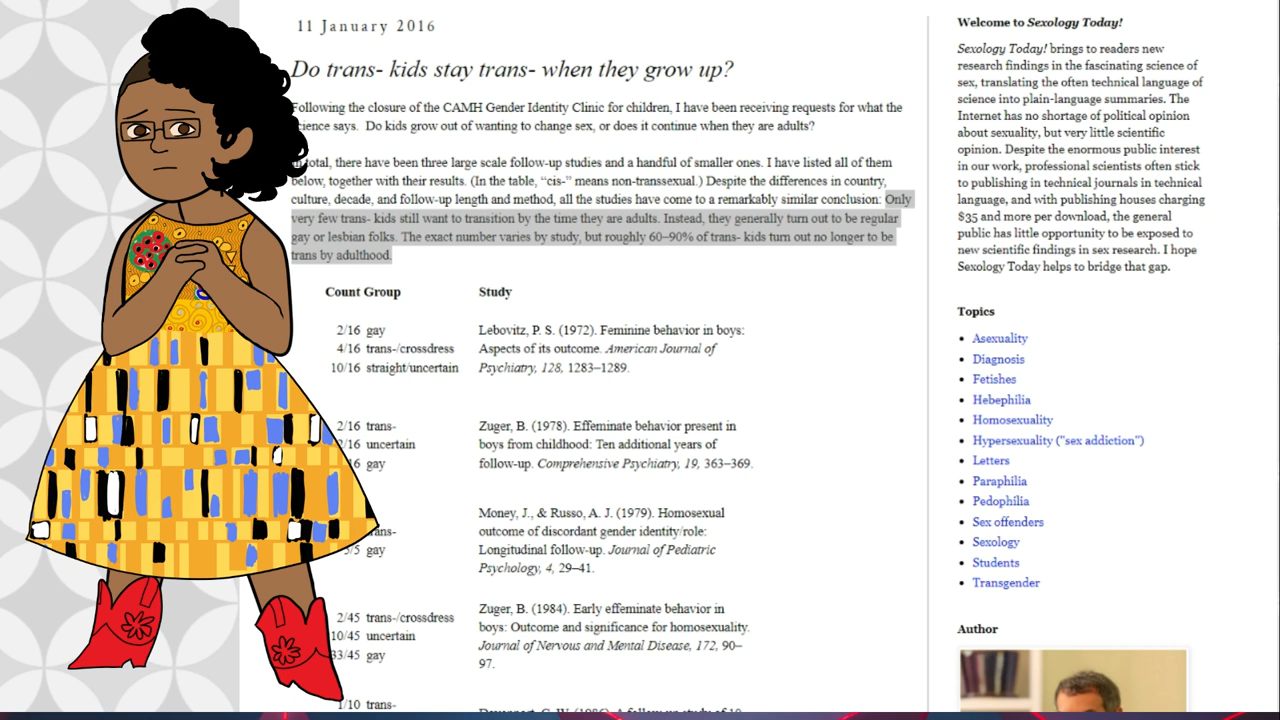 11 January 2016
Do trans- kids stay trans- when they grow up?
Following the closure of the CAMH Gender Identity Clinic for children, I have been receiving requests for what the
science says. Do kids grow out of wanting to change sex, or does it continue when they are adults?
total, there have been three large scale follow-up studies and a handful of smaller ones. I have listed all of them
below, together with their results. (In the table, “cis-” means non-transsexual.) Despite the differences in country,
culture, decade, and follow-up length and method, all the studies have come to a remarkably similar conclusion: Only
very few trans- kids still want to transition by the time they are adults. Instead, they generally turn out to be regular
gay or lesbian folks. The exact number varies by study, but roughly 60–90% of trans- kids turn out no longer to be
trans by adulthood.
Count Group Study
2/16 gay Lebovitz, P. S. (1972). Feminine behavior in boys:
4/16 trans-/crossdress Aspects of its outcome. American Journal of
10/16 straight/uncertain Psychiatry, 128, 1283–1289.
2/16 trans- Zuger, B. (1978). Effeminate behavior present in
2/16 uncertain boys from childhood: Ten additional years of
gay follow-up. Comprehensive Psychiatry, 19, 363–369.
Money, J., & Russo, A. J. (1979). Homosexual
outcome of discordant gender identity/role:
gay Longitudinal follow-up. Journal of Pediatric
Psychology, 4, 29–41.
2/45 trans-/crossdress Zuger, B. (1984). Early effeminate behavior in
10/45 uncertain boys: Outcome and significance for homosexuality.
33/45 gay Journal of Nervous and Mental Disease, 172, 90–
97.
1/10 trans-
Welcome to Sexology Today!
Sexology Today! brings to readers new
research findings in the fascinating science of
sex, translating the often technical language of
science into plain-language summaries. The
Internet has no shortage of political opinion
about sexuality, but very little scientific
opinion. Despite the enormous public interest
in our work, professional scientists often stick
to publishing in technical journals in technical
language, and with publishing houses charging
$35 and more per download, the general
public has little opportunity to be exposed to
new scientific findings in sex research. I hope
Sexology Today helps to bridge that gap.
Topics
Asexuality
Diagnosis
Fetishes
Hebephilia
Homosexuality
Hypersexuality ("sex addiction")
Letters
Paraphilia
Pedophilia
Sex offenders
Sexology
Students
Transgender
Author